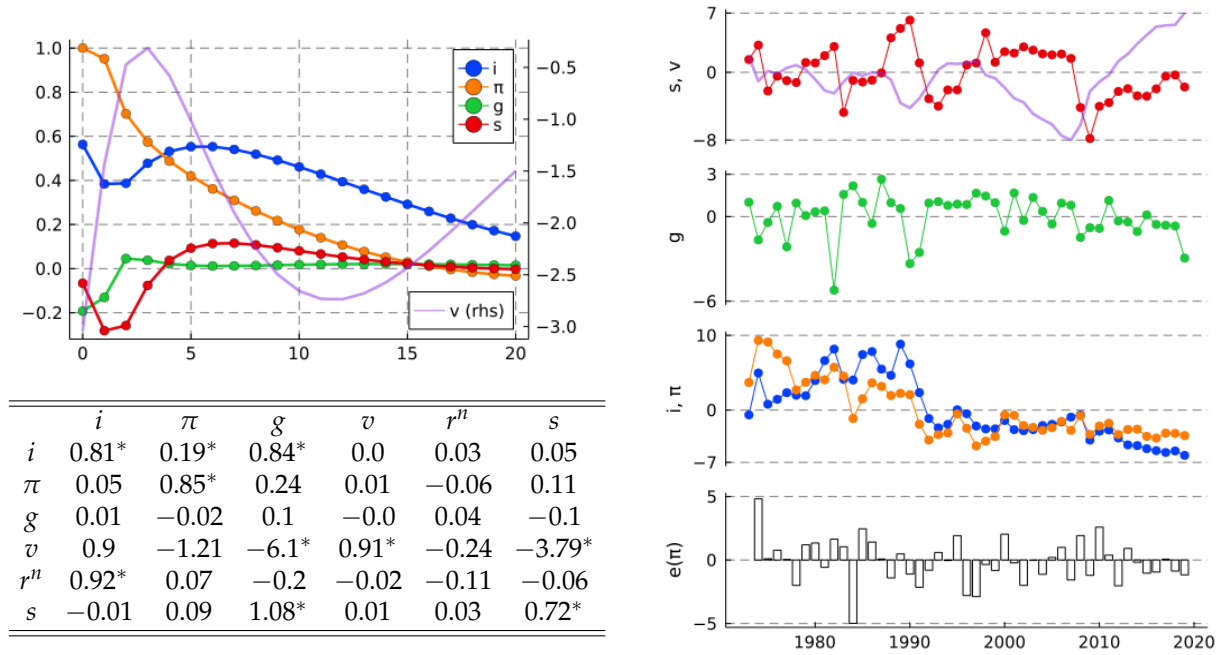 1.0
0.8
0.6
0.4
0.2
0.0
−0.2
0 5 10 15 20
−0.5
−1.0
−1.5
−2.0
−2.5
−3.0
i
π
g
s
v (rhs)
i π g v rⁿ s
i 0.81* 0.19* 0.84* 0.0 0.03 0.05
π 0.05 0.85* 0.24 0.01 −0.06 0.11
g 0.01 −0.02 0.1 −0.0 0.04 −0.1
v 0.9 −1.21 −6.1* 0.91* −0.24 −3.79*
rⁿ 0.92* 0.07 −0.2 −0.02 −0.11 −0.06
s −0.01 0.09 1.08* 0.01 0.03 0.72*
s, v
7
0
−8
g
3
0
−6
i, π
10
0
−7
e(π)
5
0
−5
1980 1990 2000 2010 2020